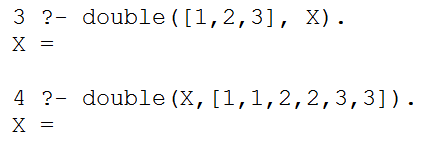 3 ?- double([1,2,3], X).
X =
4 ?- double(X,[1,1,2,2,3,3]).
X =